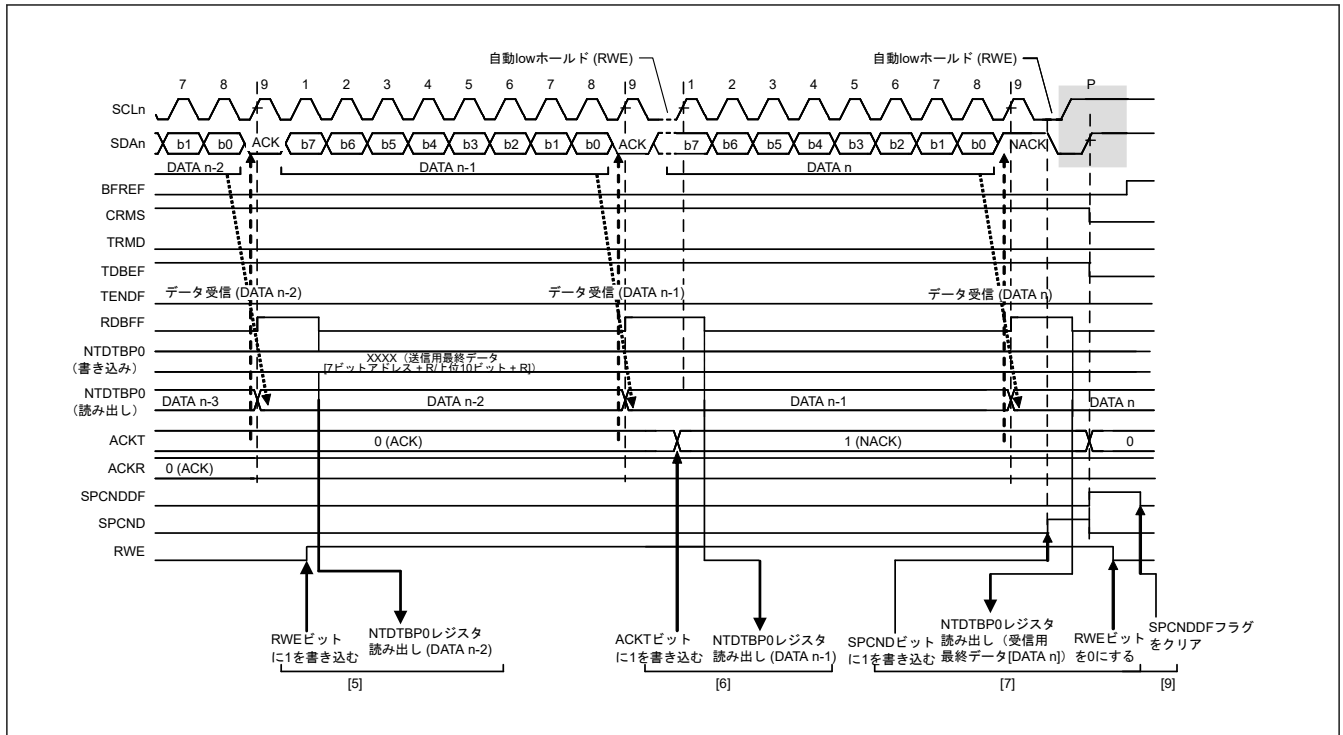 自動lowホールド (RWE)
自動lowホールド (RWE)
7 8 9 1 2 3 4 5 6 7 8 9 1 2 3 4 5 6 7 8 9 P
SCLn
SDAn b1 b0 ACK b7 b6 b5 b4 b3 b2 b1 b0 ACK b7 b6 b5 b4 b3 b2 b1 b0 NACK
DATA n-2 DATA n-1 DATA n
BFREF
CRMS
TRMD
TDBEF
TENDF データ受信 (DATA n-2) データ受信 (DATA n-1) データ受信 (DATA n)
RDBFF
NTDTBP0
(書き込み)
XXXX(送信用最終データ
[7ビットアドレス + R/上位10ビット + R])
NTDTBP0
(読み出し)
DATA n-3 DATA n-2 DATA n-1 DATA n
ACKT 0 (ACK) 1 (NACK) 0
ACKR 0 (ACK)
SPCNDDF
SPCND
RWE
RWEビット
に1を書き込む
NTDTBP0レジスタ
読み出し (DATA n-2)
ACKTビット
に1を書き込む
NTDTBP0レジスタ
読み出し (DATA n-1)
SPCNDビット
に1を書き込む
NTDTBP0レジスタ
読み出し(受信用
最終データ[DATA n])
RWEビット
を0にする
SPCNDDFフラグ
をクリア
[5] [6] [7] [9]